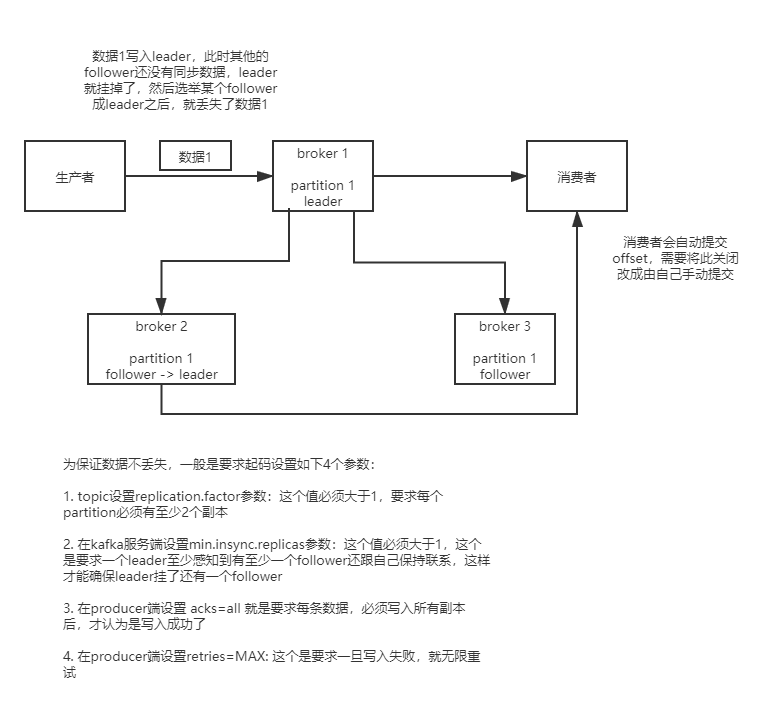 数据1写入leader，此时其他的
follower还没有同步数据，leader
就挂掉了，然后选举某个follower
成leader之后，就丢失了数据1
生产者
数据1
broker 1
partition 1
leader
消费者
消费者会自动提交
offset，需要将此关闭
改成由自己手动提交
broker 2
partition 1
follower -> leader
broker 3
partition 1
follower
为保证数据不丢失，一般是要求起码设置如下4个参数：
1. topic设置replication.factor参数：这个值必须大于1，要求每个
partition必须有至少2个副本
2. 在kafka服务端设置min.insync.replicas参数：这个值必须大于1，这个
是要求一个leader至少感知到有至少一个follower还跟自己保持联系，这样
才能确保leader挂了还有一个follower
3. 在producer端设置 acks=all 就是要求每条数据，必须写入所有副本
后，才认为是写入成功了
4. 在producer端设置retries=MAX: 这个是要求一旦写入失败，就无限重
试